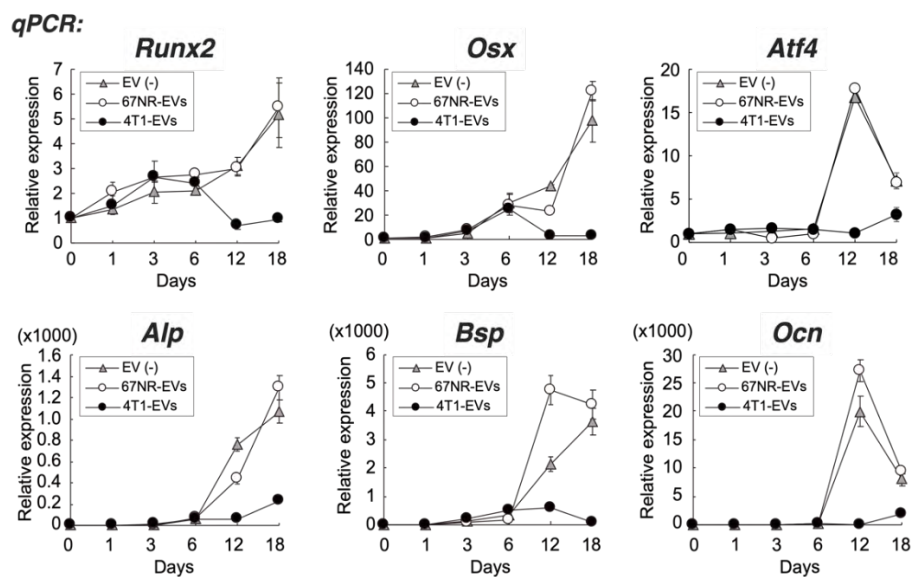 qPCR:
Runx2
Relative expression
7
6
5
4
3
2
1
0
EV (-)
67NR-EVs
4T1-EVs
0 1 3 6 12 18
Days
Osx
Relative expression
140
120
100
80
60
40
20
0
EV (-)
67NR-EVs
4T1-EVs
0 1 3 6 12 18
Days
Atf4
Relative expression
20
15
10
5
0
EV (-)
67NR-EVs
4T1-EVs
0 1 3 6 12 18
Days
(x1000)
Alp
Relative expression
1.6
1.4
1.2
1.0
0.8
0.6
0.4
0.2
0
EV (-)
67NR-EVs
4T1-EVs
0 1 3 6 12 18
Days
(x1000)
Bsp
Relative expression
6
5
4
3
2
1
0
EV (-)
67NR-EVs
4T1-EVs
0 1 3 6 12 18
Days
(x1000)
Ocn
Relative expression
30
25
20
15
10
5
0
EV (-)
67NR-EVs
4T1-EVs
0 1 3 6 12 18
Days